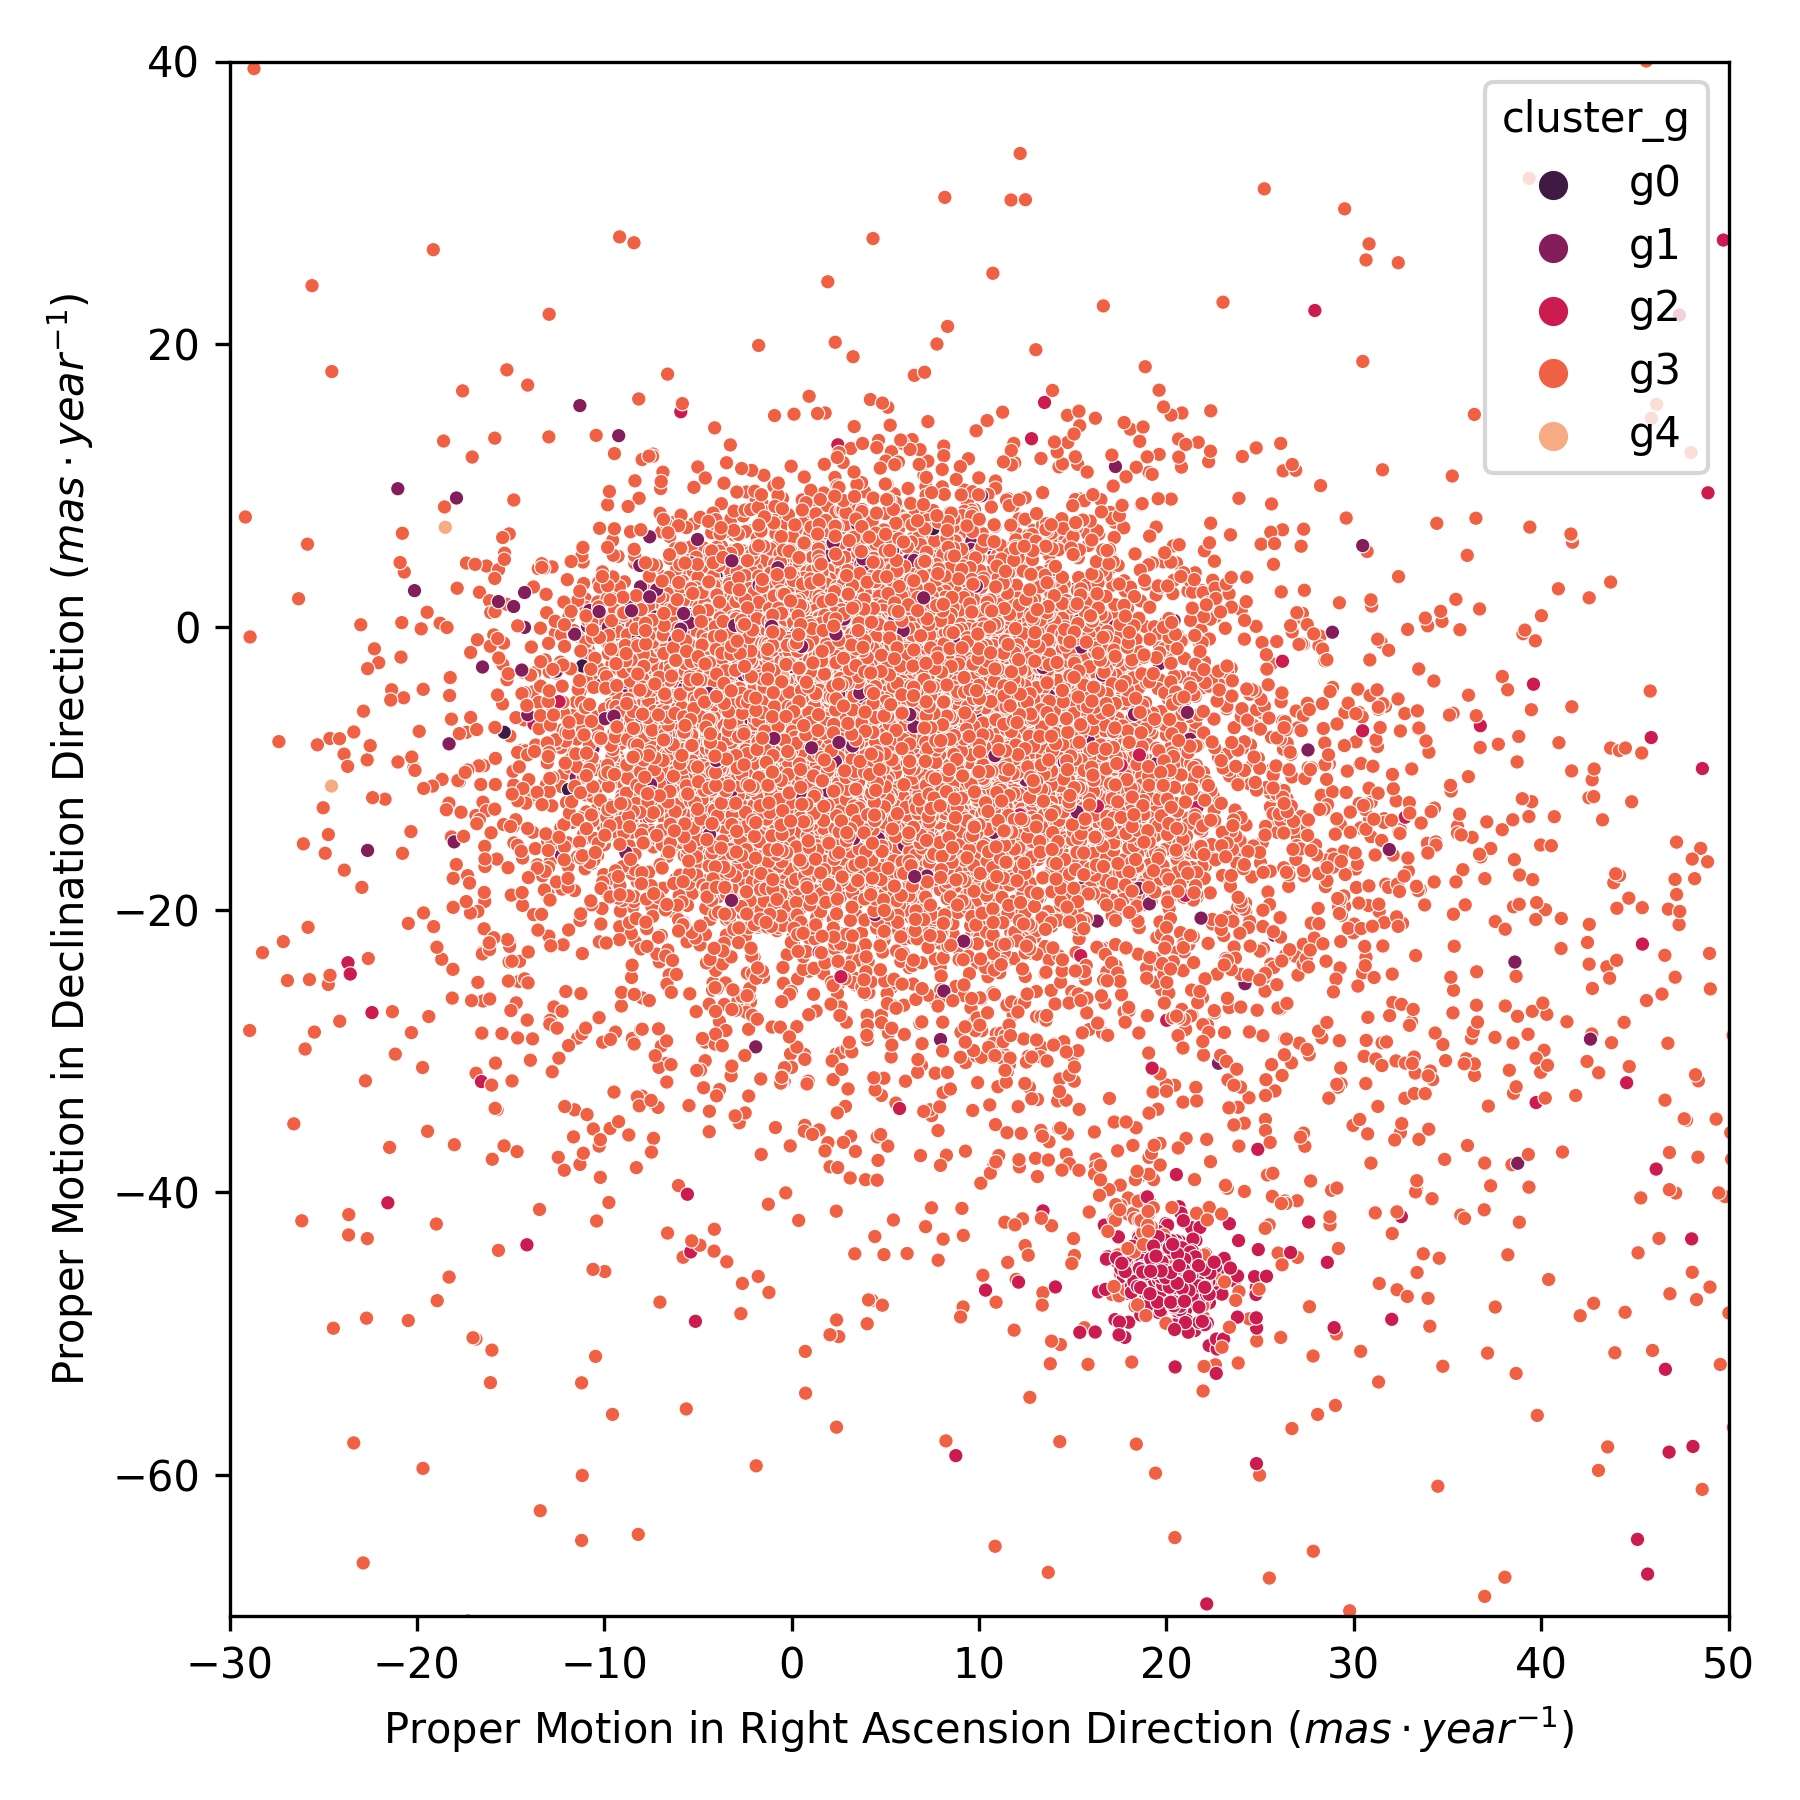 cluster_g
g0
g1
g2
g3
g4
40
20
0
−20
−40
−60
−30
−20
−10
0
10
20
30
40
50
Proper Motion in Declination Direction (mas · year⁻¹)
Proper Motion in Right Ascension Direction (mas · year⁻¹)